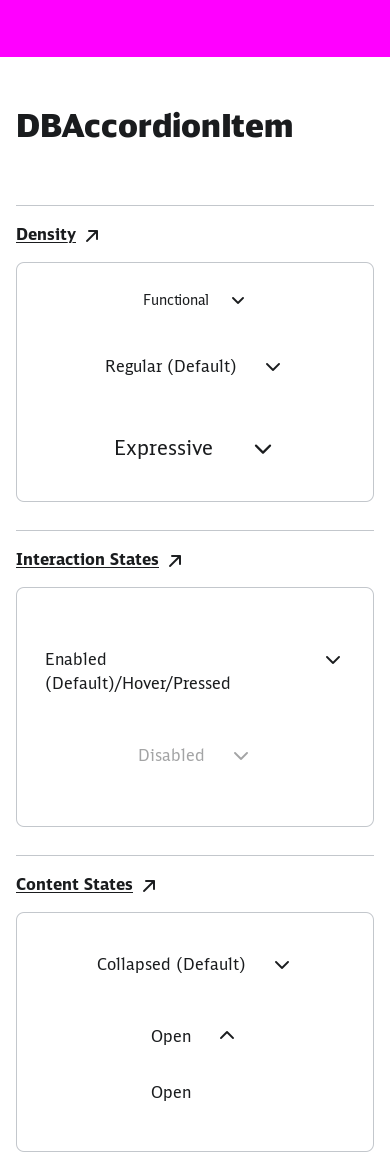 DBAccordionItem
Density
Functional
Regular (Default)
Expressive
Interaction States
Enabled
(Default)/Hover/Pressed
Disabled
Content States
Collapsed (Default)
Open
Open